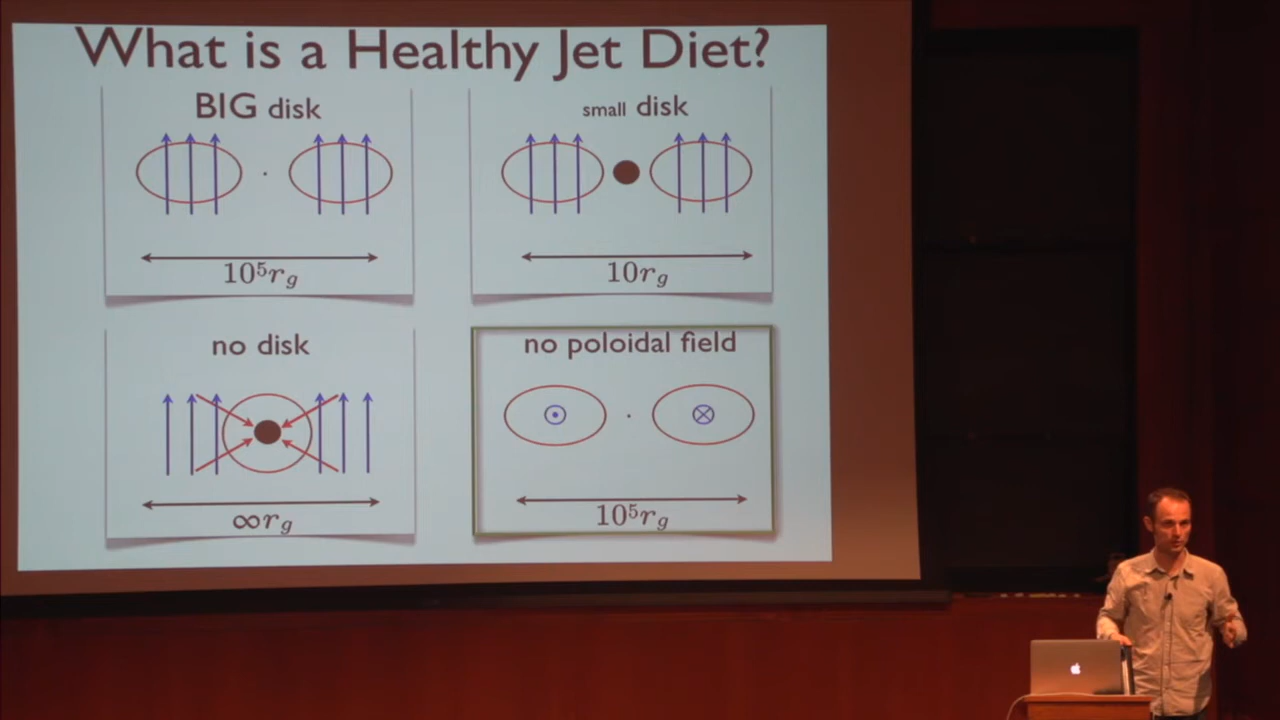 What is a Healthy Jet Diet?
BIG disk
small disk
10⁵r_g
10r_g
no disk
no poloidal field
∞r_g
10⁵r_g